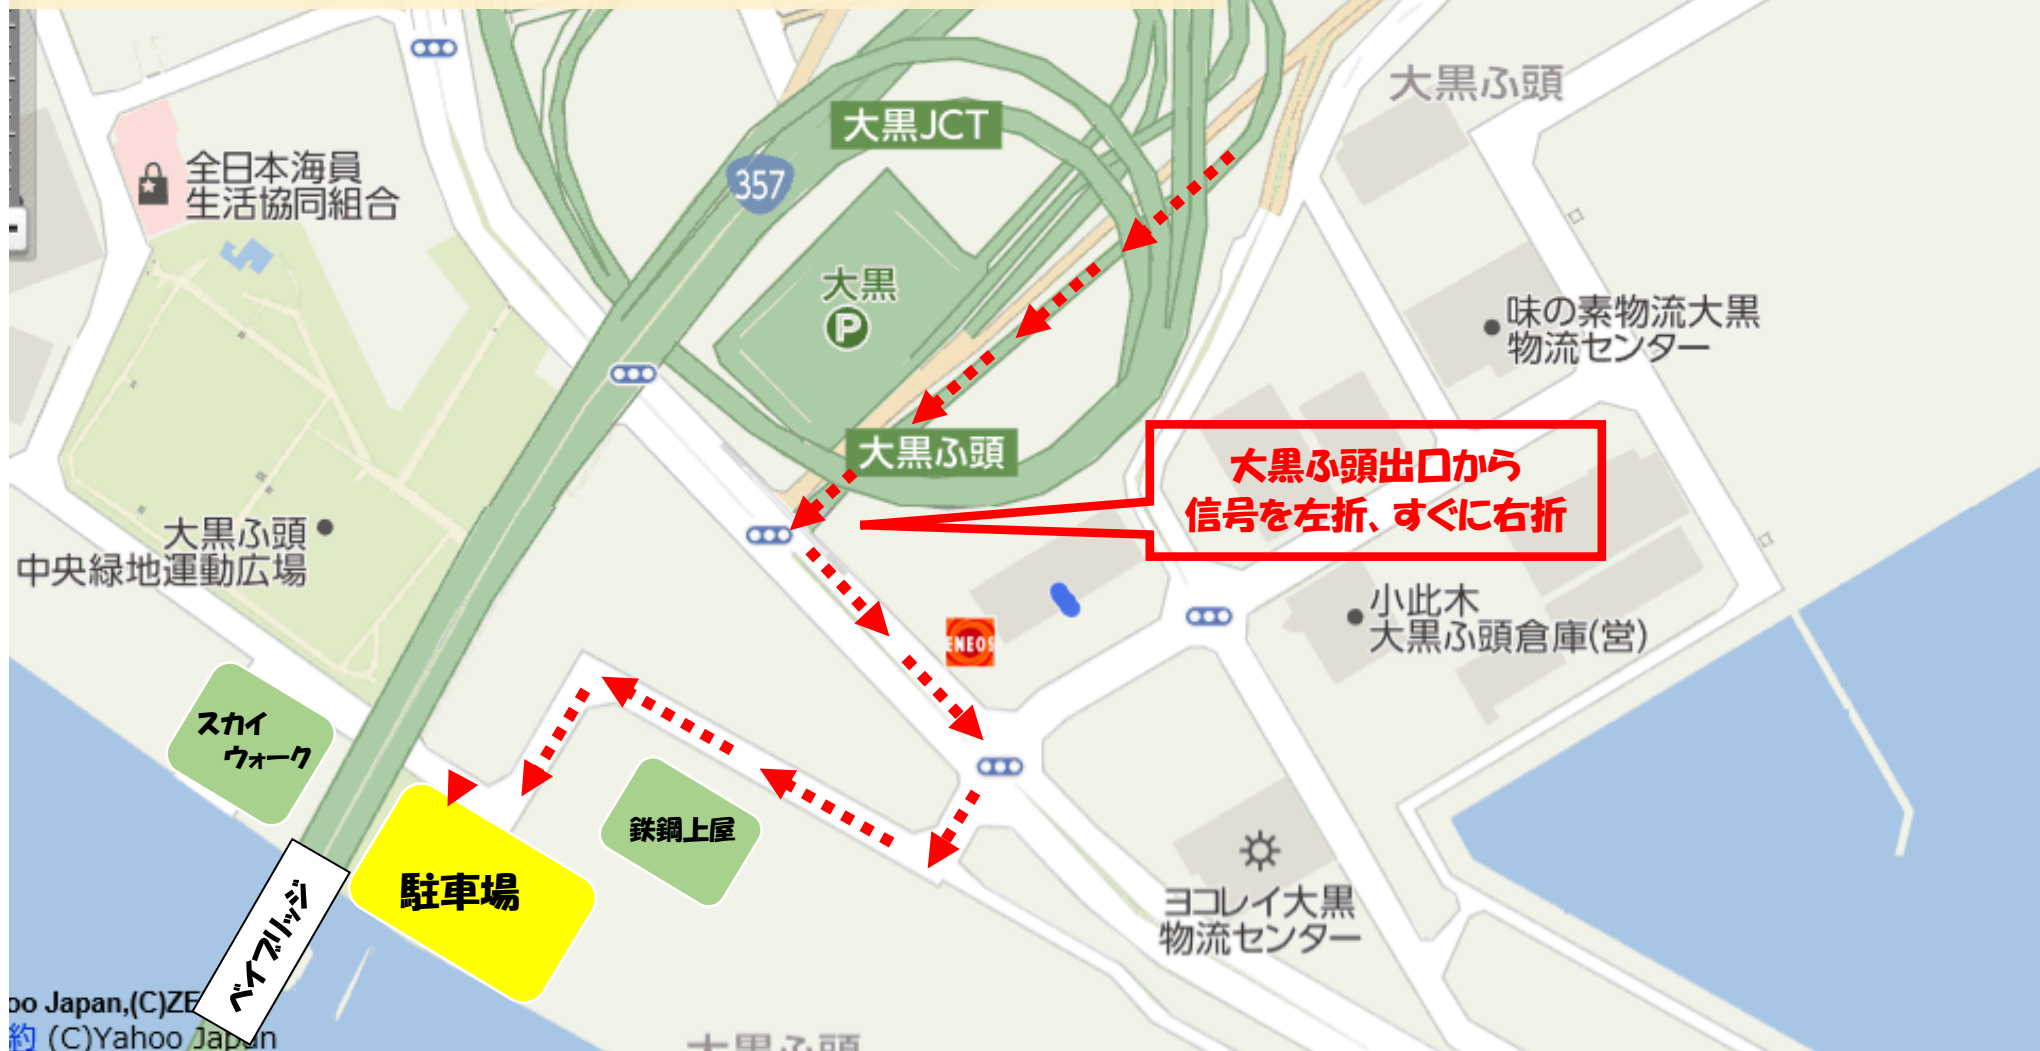 大黒ふ頭
大黒JCT
全日本海員
生活協同組合
357
大黒
P
味の素物流大黒
物流センター
大黒ふ頭
大黒ふ頭出口から
信号を左折、すぐに右折
大黒ふ頭
中央緑地運動広場
小此木
大黒ふ頭倉庫(営)
ENEOS
スカイ
ウォーク
鉄鋼上屋
駐車場
ヨコレイ大黒
物流センター
ベイブリッジ
oo Japan,(C)ZE
約 (C)Yahoo Japan
大黒ふ頭